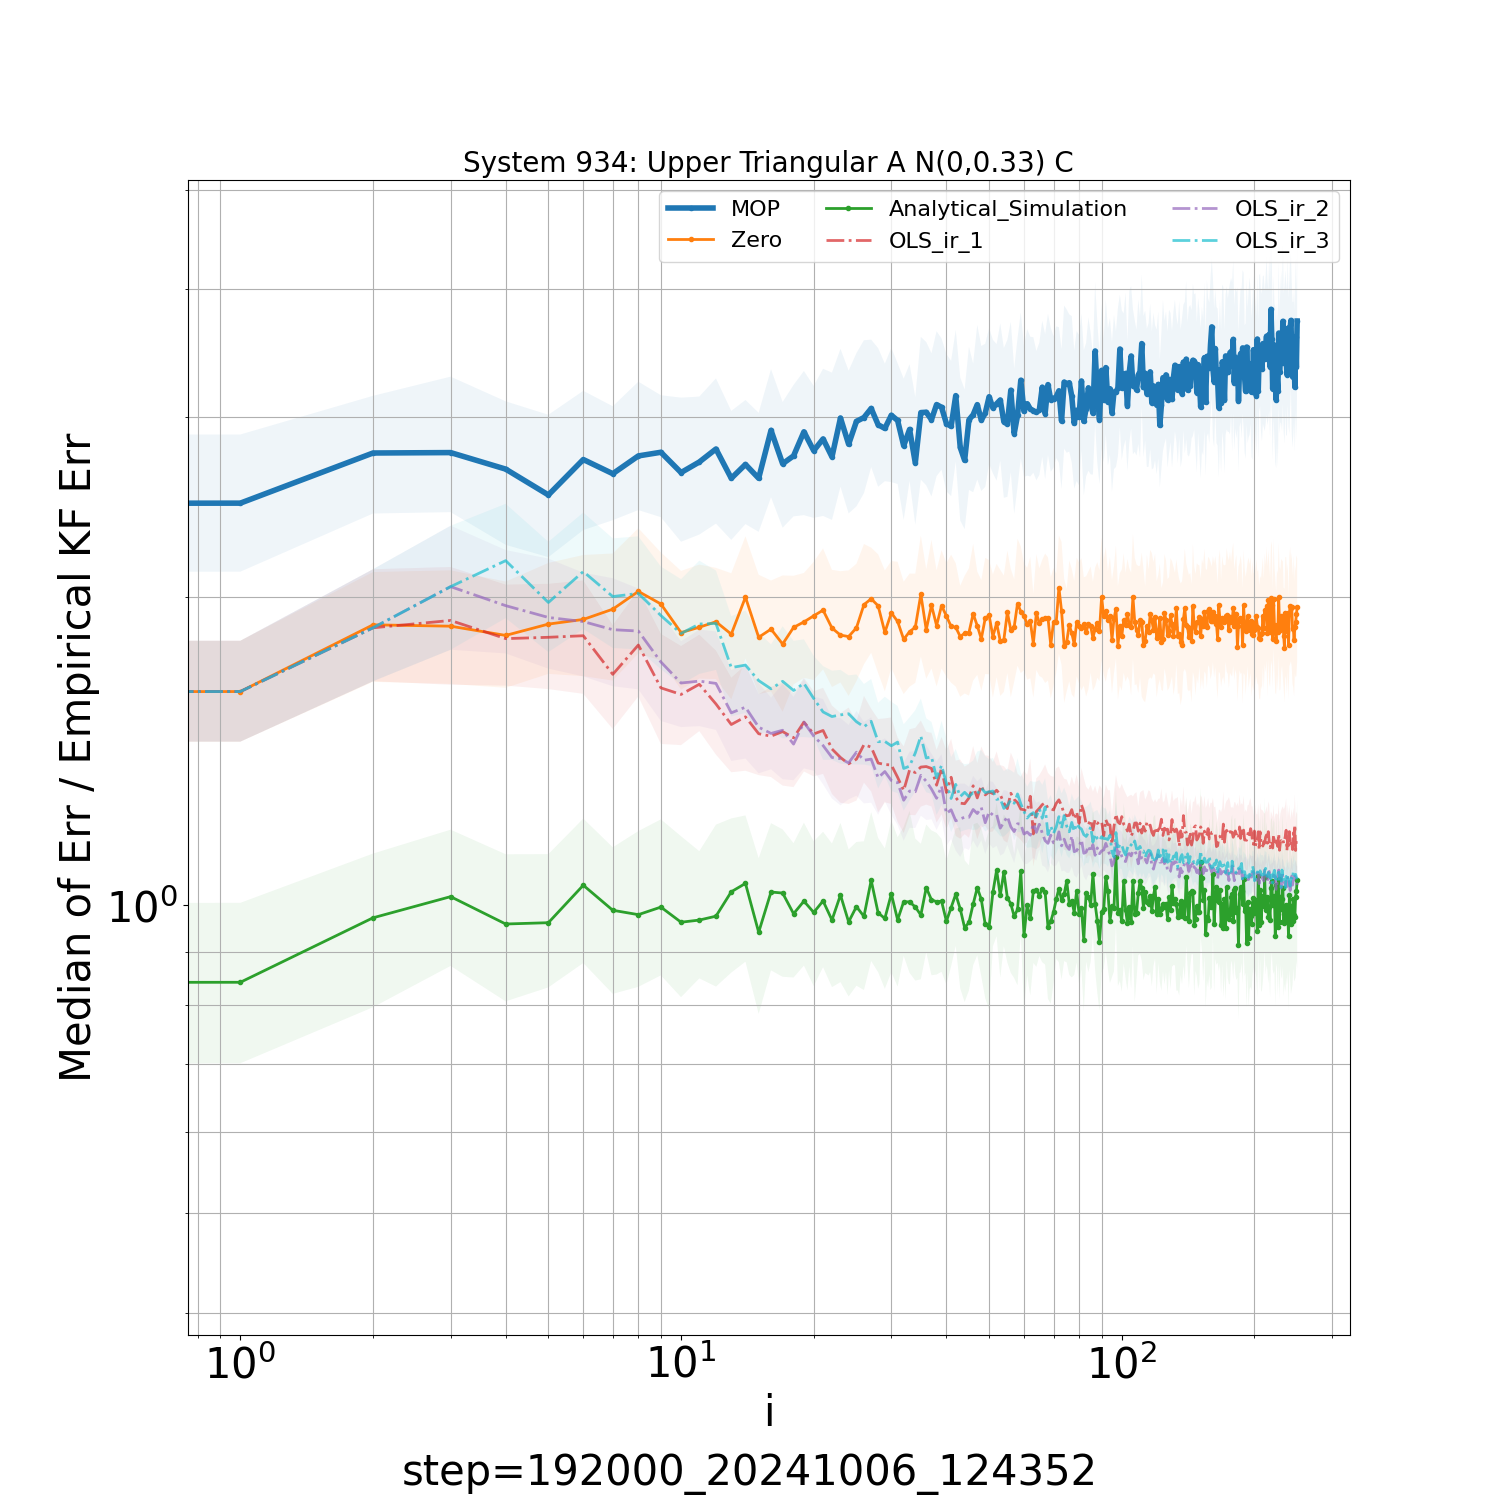 System 934: Upper Triangular A N(0,0.33) C
MOP
Zero
Analytical_Simulation
OLS_ir_1
OLS_ir_2
OLS_ir_3
Median of Err / Empirical KF Err
10⁰
10⁰
10¹
10²
i
step=192000_20241006_124352